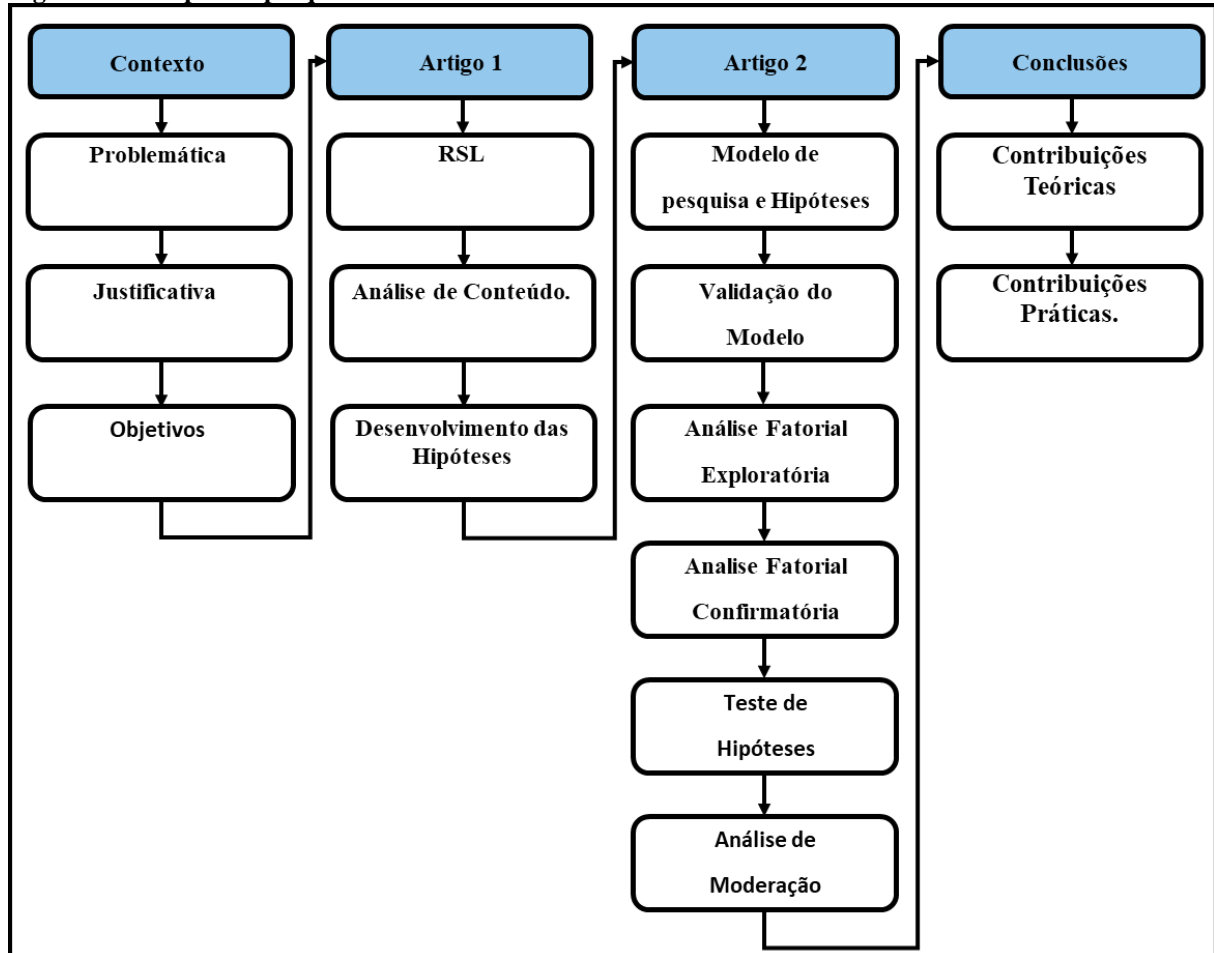 Contexto
Problemática
Justificativa
Objetivos
Artigo 1
RSL
Análise de Conteúdo.
Desenvolvimento das
Hipóteses
Artigo 2
Modelo de
pesquisa e Hipóteses
Validação do
Modelo
Análise Fatorial
Exploratória
Analise Fatorial
Confirmatória
Teste de
Hipóteses
Análise de
Moderação
Conclusões
Contribuições
Teóricas
Contribuições
Práticas.